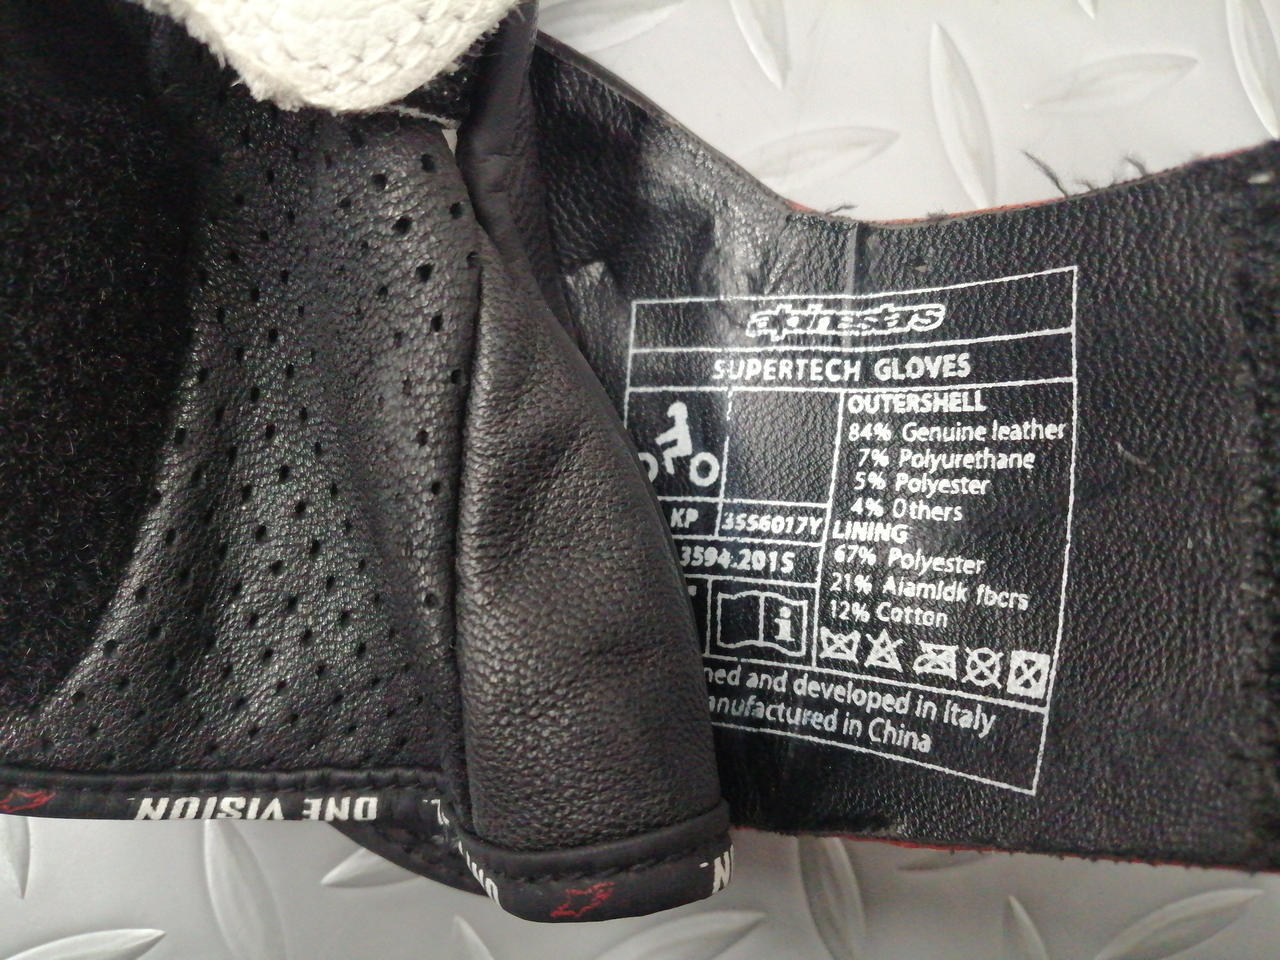 alpinestars
SUPERTECH GLOVES
OUTERSHELL
84% Genuine leather
7% Polyurethane
5% Polyester
4% Others
KP 3556017Y
LINING
3594:2015
67% Polyester
21% Aiamldk fbcrs
12% Cotton
ned and developed in Italy
anufactured in China
ONE VISION